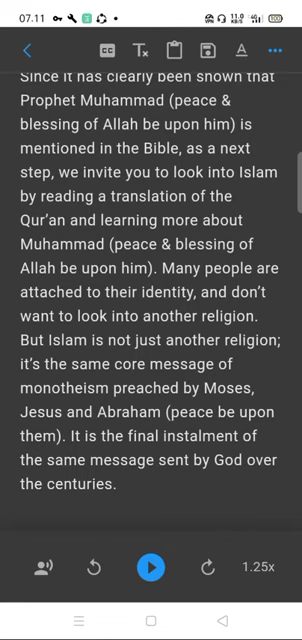 07.11
11.0
KB/S
4G
CC
Since it has clearly been shown that
Prophet Muhammad (peace &
blessing of Allah be upon him) is
mentioned in the Bible, as a next
step, we invite you to look into Islam
by reading a translation of the
Qur’an and learning more about
Muhammad (peace & blessing of
Allah be upon him). Many people are
attached to their identity, and don’t
want to look into another religion.
But Islam is not just another religion;
it’s the same core message of
monotheism preached by Moses,
Jesus and Abraham (peace be upon
them). It is the final instalment of
the same message sent by God over
the centuries.
1.25x